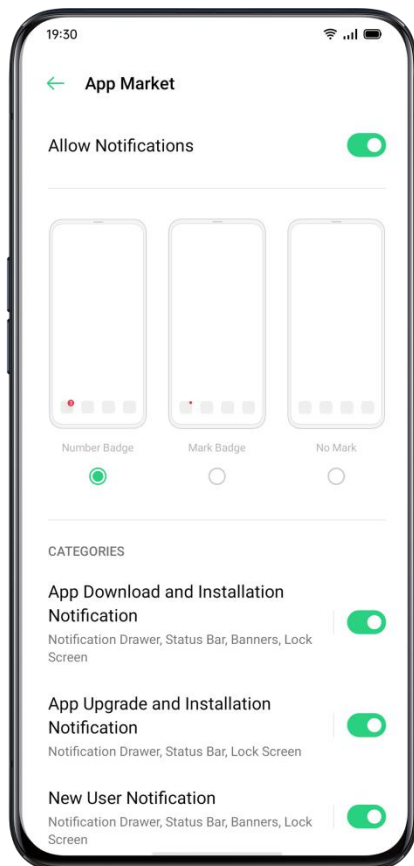 19:30
App Market
Allow Notifications
Number Badge
Mark Badge
No Mark
CATEGORIES
App Download and Installation
Notification
Notification Drawer, Status Bar, Banners, Lock
Screen
App Upgrade and Installation
Notification
Notification Drawer, Status Bar, Lock Screen
New User Notification
Notification Drawer, Status Bar, Banners, Lock
Screen